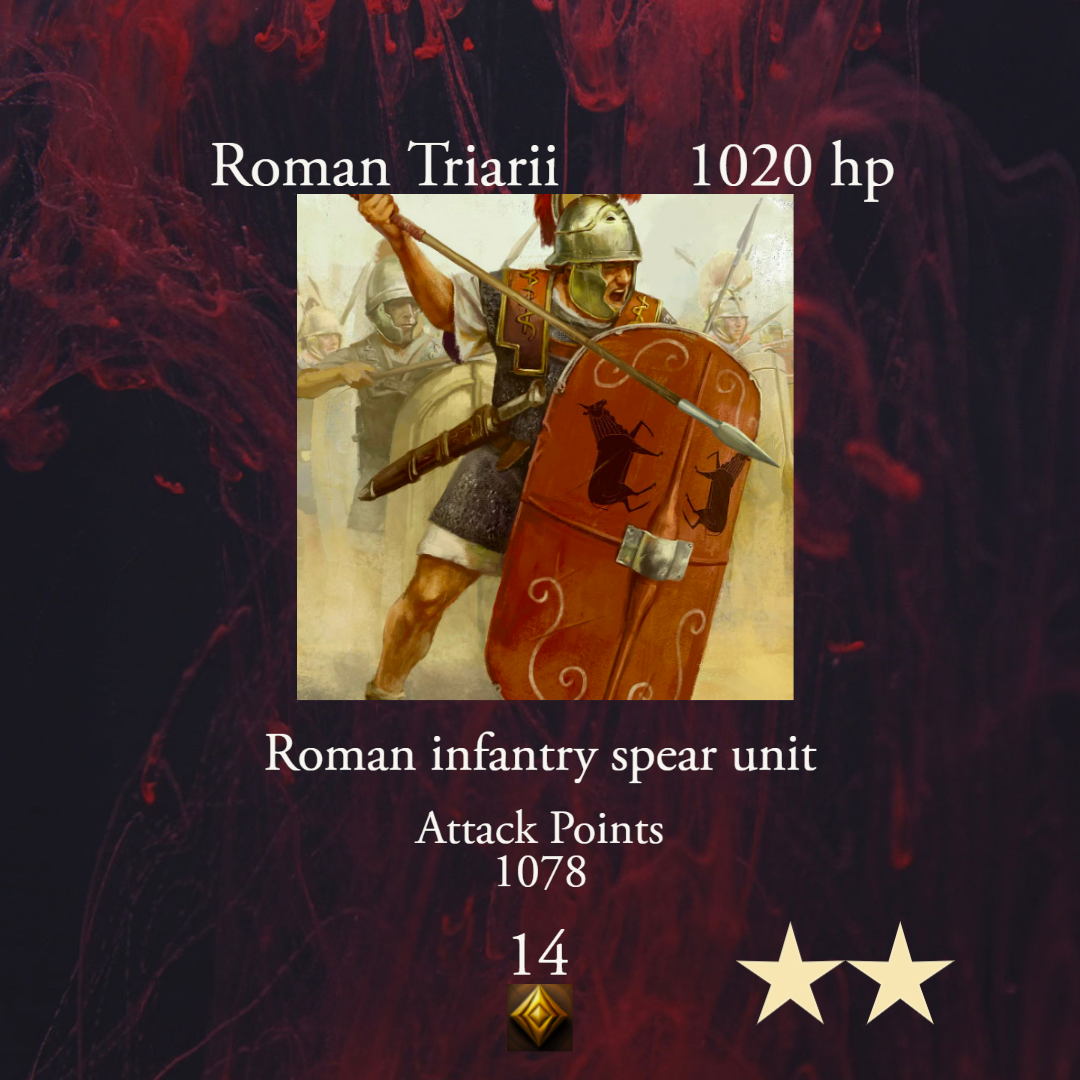 Roman Triarii 1020 hp
Roman infantry spear unit
Attack Points
1078
14